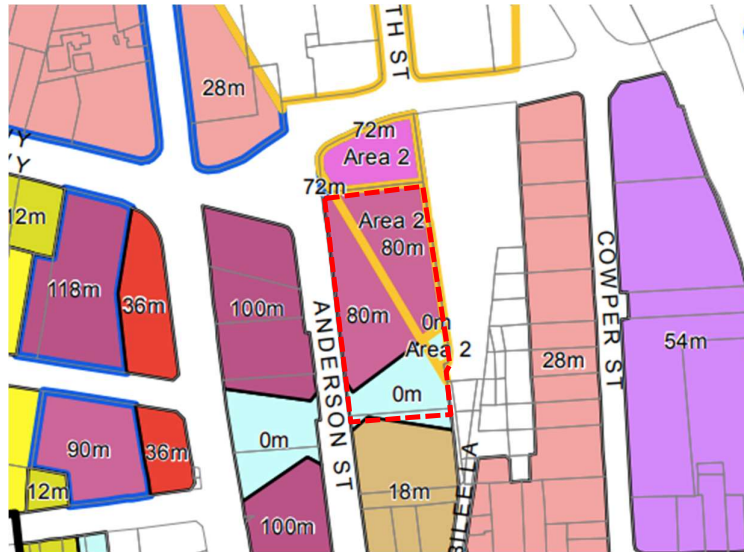 TH ST
28m
72m
Area 2
Y
Y
12m
72m
Area 2
80m
118m
36m
100m
80m
0m
Area 2
ANDERSON ST
COWPER ST
54m
28m
0m
0m
90m
36m
12m
18m
100m
BILEELA